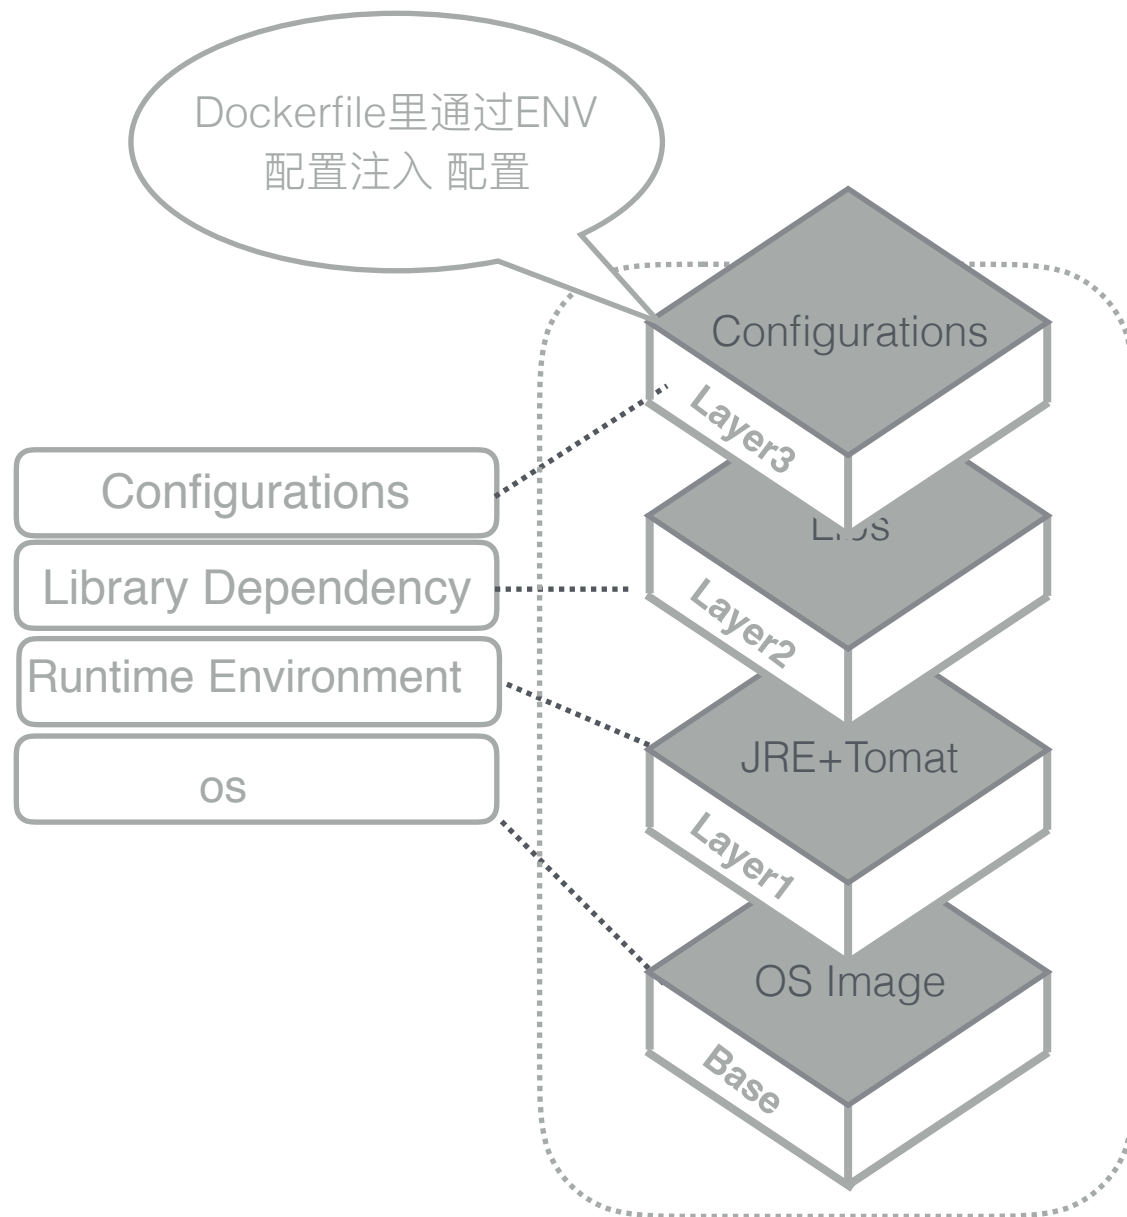 Dockerfile里通过ENV
配置注入 配置
Configurations
Layer3
Configurations
Library Dependency
Layer2
Runtime Environment
JRE+Tomat
os
Layer1
OS Image
Base